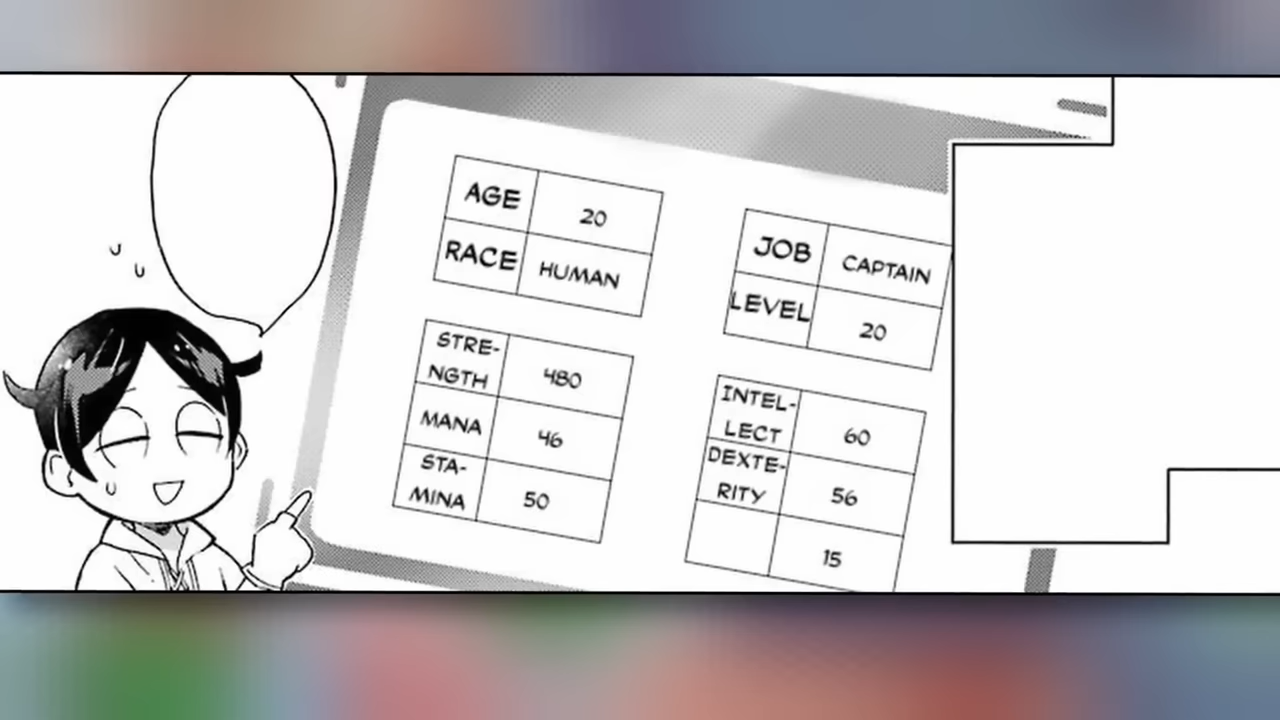 AGE 20
RACE HUMAN
JOB CAPTAIN
LEVEL 20
STRE-
NGTH 480
MANA 46
STA-
MINA 50
INTEL-
LECT 60
DEXTE-
RITY 56
15